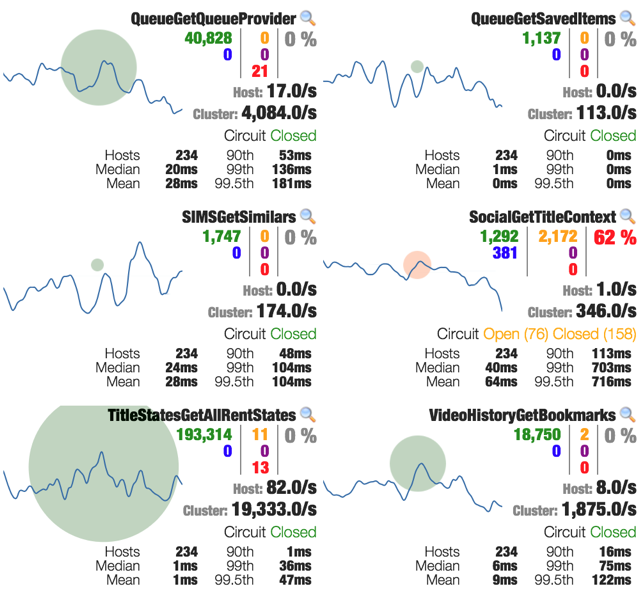 QueueGetQueueProvider
40,828 0 0 %
0 0
21
Host: 17.0/s
Cluster: 4,084.0/s
Circuit Closed
Hosts 234 90th 53ms
Median 20ms 99th 136ms
Mean 28ms 99.5th 181ms
QueueGetSavedItems
1,137 0 0 %
0 0
0
Host: 0.0/s
Cluster: 113.0/s
Circuit Closed
Hosts 234 90th 0ms
Median 1ms 99th 0ms
Mean 0ms 99.5th 0ms
SIMSGetSimilars
1,747 0 0 %
0 0
0
Host: 0.0/s
Cluster: 174.0/s
Circuit Closed
Hosts 234 90th 48ms
Median 24ms 99th 104ms
Mean 28ms 99.5th 104ms
SocialGetTitleContext
1,292 2,172 62 %
381 0
0
Host: 1.0/s
Cluster: 346.0/s
Circuit Open (76) Closed (158)
Hosts 234 90th 113ms
Median 40ms 99th 703ms
Mean 64ms 99.5th 716ms
TitleStatesGetAllRentStates
193,314 11 0 %
0 0
13
Host: 82.0/s
Cluster: 19,333.0/s
Circuit Closed
Hosts 234 90th 1ms
Median 1ms 99th 36ms
Mean 1ms 99.5th 47ms
VideoHistoryGetBookmarks
18,750 2 0 %
0 0
0
Host: 8.0/s
Cluster: 1,875.0/s
Circuit Closed
Hosts 234 90th 16ms
Median 6ms 99th 75ms
Mean 9ms 99.5th 122ms